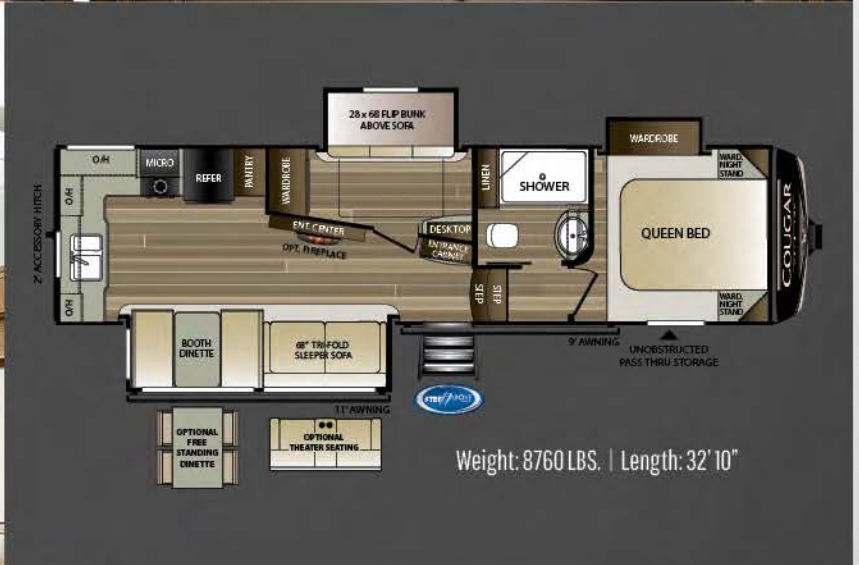 28 x 68 FLIP BUNK
ABOVE SOFA
WARDROBE
O/H
MICRO
REFER
PANTRY
WARDROBE
LINEN
SHOWER
WARD.
NIGHT
STAND
O/H
2" ACCESSORY HITCH
ENT. CENTER
OPT. FIREPLACE
DESKTOP
ENTRANCE
CABINET
QUEEN BED
COUGAR
O/H
STEP
STEP
WARD.
NIGHT
STAND
BOOTH
DINETTE
68" TRI-FOLD
SLEEPER SOFA
9' AWNING
UNOBSTRUCTED
PASS THRU STORAGE
11' AWNING
STEP ABOVE
OPTIONAL
FREE
STANDING
DINETTE
OPTIONAL
THEATER SEATING
Weight: 8760 LBS. | Length: 32' 10"